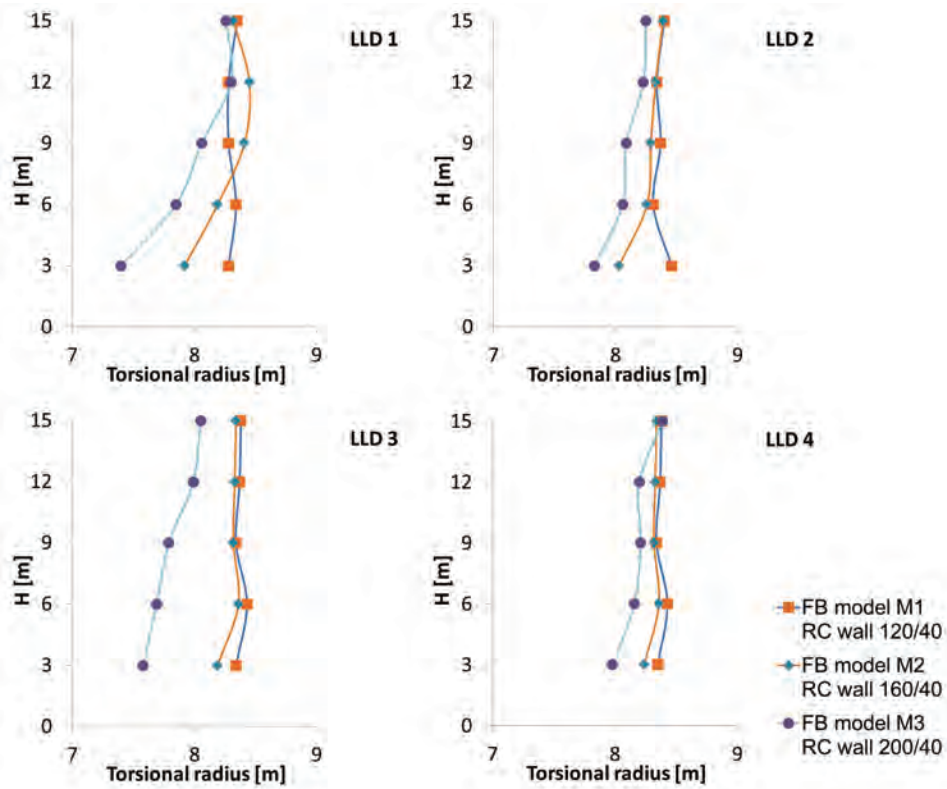 LLD 1
15
12
9
6
3
0
H [m]
7 8 9
Torsional radius [m]
LLD 2
15
12
9
6
3
0
H [m]
7 8 9
Torsional radius [m]
LLD 3
15
12
9
6
3
0
H [m]
7 8 9
Torsional radius [m]
LLD 4
15
12
9
6
3
0
H [m]
7 8 9
Torsional radius [m]
FB model M1
RC wall 120/40
FB model M2
RC wall 160/40
FB model M3
RC wall 200/40